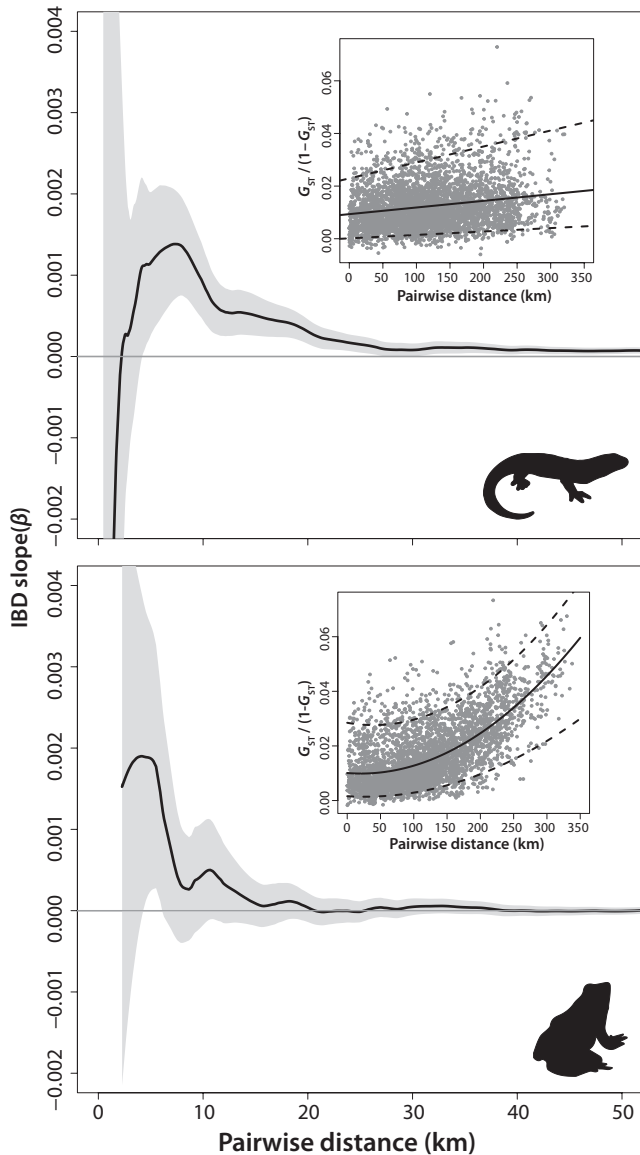 IBD slope(β)
0.004
0.003
0.002
0.001
0.000
−0.001
−0.002
G_ST / (1− G_ST)
0.06
0.04
0.02
0.00
0 50 100 150 200 250 300 350
Pairwise distance (km)
0.004
0.003
0.002
0.001
0.000
−0.001
−0.002
G_ST / (1-G_ST)
0.06
0.04
0.02
0.00
0 50 100 150 200 250 300 350
Pairwise distance (km)
0 10 20 30 40 50
Pairwise distance (km)